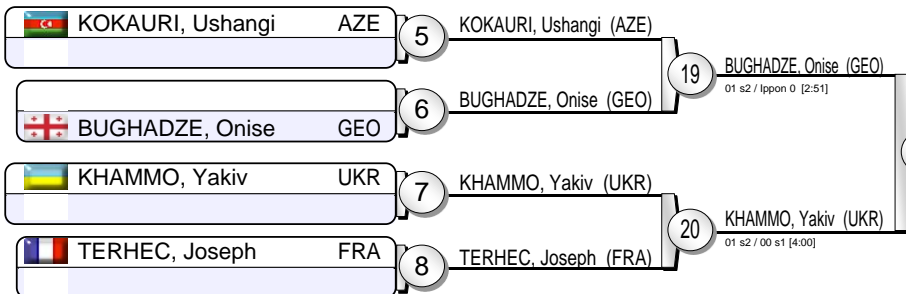 KOKAURI, Ushangi AZE
5
KOKAURI, Ushangi (AZE)
19
BUGHADZE, Onise (GEO)
01 s2 / Ippon 0 [2:51]
6
BUGHADZE, Onise (GEO)
BUGHADZE, Onise GEO
KHAMMO, Yakiv UKR
7
KHAMMO, Yakiv (UKR)
20
KHAMMO, Yakiv (UKR)
01 s2 / 00 s1 [4:00]
TERHEC, Joseph FRA
8
TERHEC, Joseph (FRA)